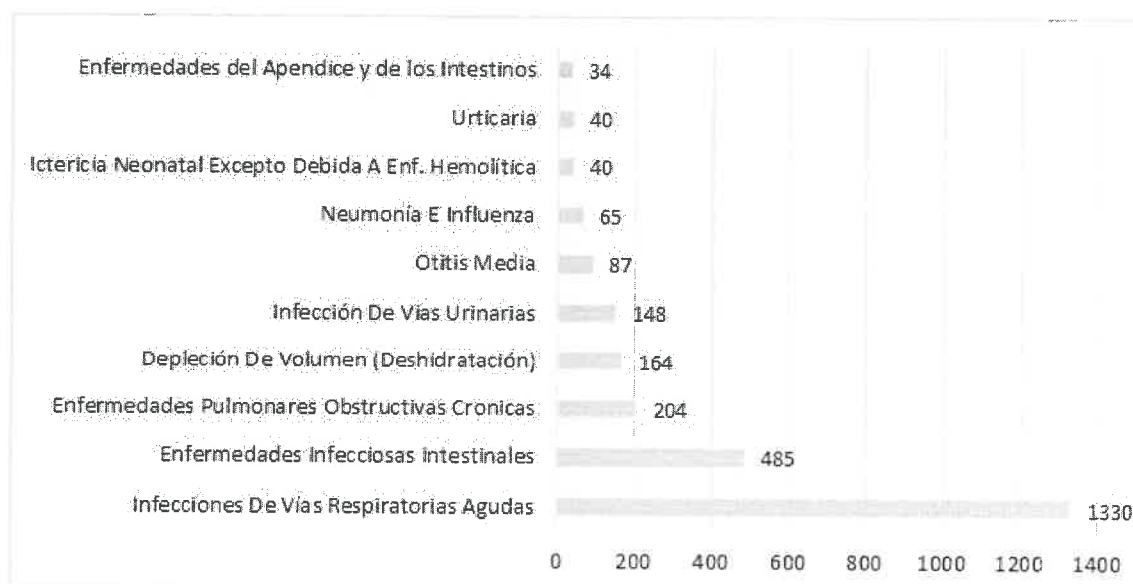 Enfermedades del Apendice y de los Intestinos 34
Urticaria 40
Ictericia Neonatal Excepto Debida A Enf. Hemolítica 40
Neumonía E Influenza 65
Otitis Media 87
Infección De Vías Urinarias 148
Depleción De Volumen (Deshidratación) 164
Enfermedades Pulmonares Obstructivas Cronicas 204
Enfermedades Infecciosas Intestinales 485
Infecciones De Vías Respiratorias Agudas 1330
0 200 400 600 800 1000 1200 1400